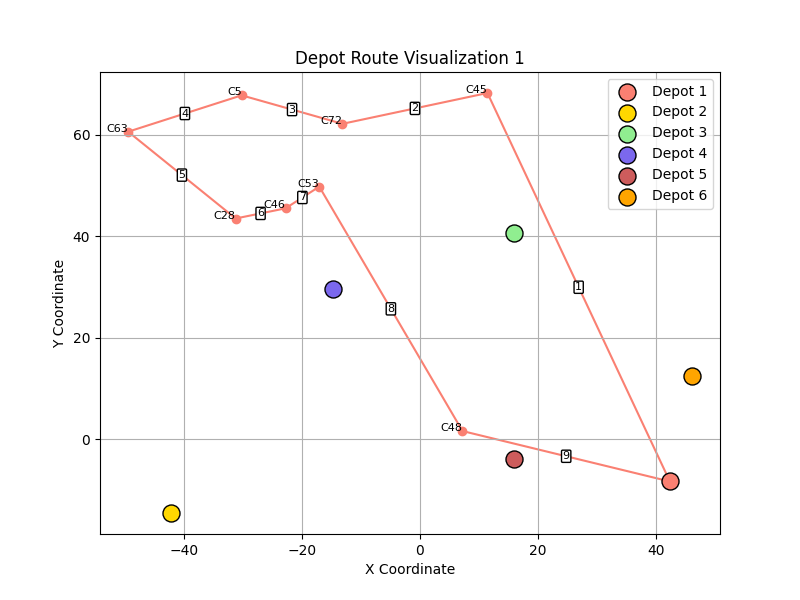 Depot Route Visualization 1
Depot 1
Depot 2
Depot 3
Depot 4
Depot 5
Depot 6
C45
C5
C72
C63
C53
C46
C28
C48
1
2
3
4
5
6
7
8
9
60
40
20
0
−40
−20
0
20
40
Y Coordinate
X Coordinate